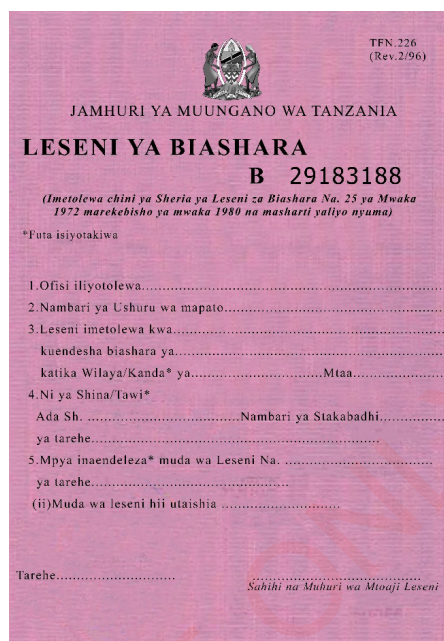 TFN.226
(Rev.2/96)
JAMHURI YA MUUNGANO WA TANZANIA
LESENI YA BIASHARA
B 29183188
(Imetolewa chini ya Sheria ya Leseni za Biashara Na. 25 ya Mwaka
1972 marekebisho ya mwaka 1980 na masharti yaliyo nyuma)
*Futa isiyotakiwa
1.Ofisi iliyotolewa.......................................................................
2.Nambari ya Ushuru wa mapato...................................................
3.Leseni imetolewa kwa...............................................................
kuendesha biashara ya...............................................................
katika Wilaya/Kanda* ya...........................Mtaa........................
4.Ni ya Shina/Tawi*
Ada Sh. ................................Nambari ya Stakabadhi..............
ya tarehe............................................................
5.Mpya inaendeleza* muda wa Leseni Na. ...............................
ya tarehe.........................................
(ii)Muda wa leseni hii utaishia .........................
Tarehe.........................
....................................
Sahihi na Muhuri wa Mtoaji Leseni